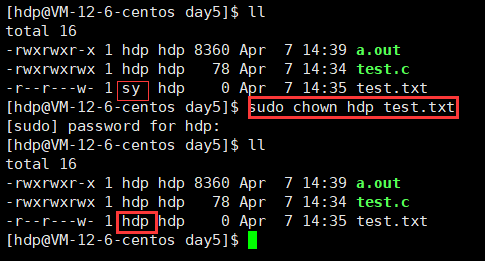 [hdp@VM-12-6-centos day5]$ ll
total 16
-rwxrwxr-x 1 hdp hdp 8360 Apr  7 14:39 a.out
-rwxrwxrwx 1 hdp hdp   78 Apr  7 14:34 test.c
-r--r---w- 1 sy  hdp    0 Apr  7 14:35 test.txt
[hdp@VM-12-6-centos day5]$ sudo chown hdp test.txt
[sudo] password for hdp:
[hdp@VM-12-6-centos day5]$ ll
total 16
-rwxrwxr-x 1 hdp hdp 8360 Apr  7 14:39 a.out
-rwxrwxrwx 1 hdp hdp   78 Apr  7 14:34 test.c
-r--r---w- 1 hdp hdp    0 Apr  7 14:35 test.txt
[hdp@VM-12-6-centos day5]$